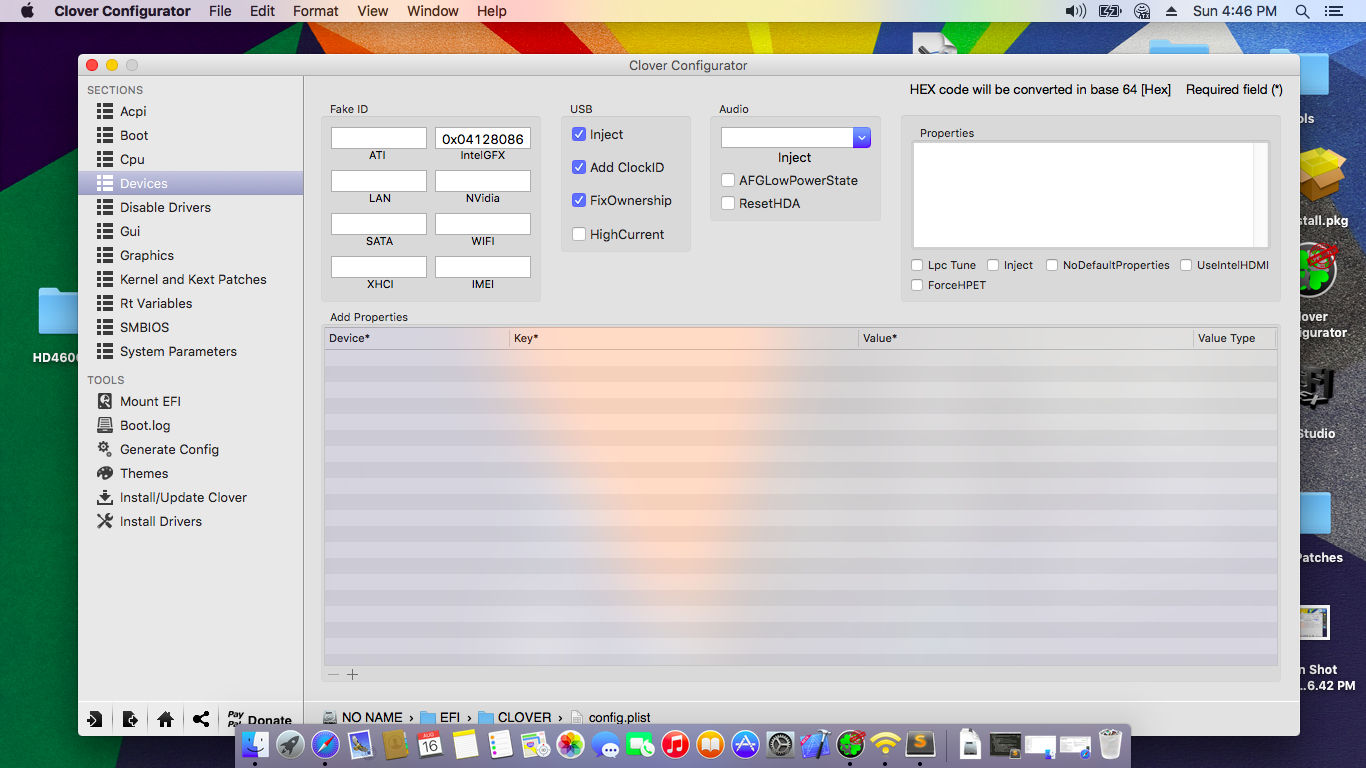 Clover Configurator File Edit Format View Window Help Sun 4:46 PM
Clover Configurator
SECTIONS
Acpi
Boot
Cpu
Devices
Disable Drivers
Gui
Graphics
Kernel and Kext Patches
Rt Variables
SMBIOS
System Parameters
TOOLS
Mount EFI
Boot.log
Generate Config
Themes
Install/Update Clover
Install Drivers
Pay
Donate
HEX code will be converted in base 64 [Hex] Required field (*)
Fake ID
0x04128086
ATI IntelGFX
LAN NVidia
SATA WIFI
XHCI IMEI
USB
Inject
Add ClockID
FixOwnership
HighCurrent
Audio
Inject
AFGLowPowerState
ResetHDA
Properties
Lpc Tune Inject NoDefaultProperties UseIntelHDMI
ForceHPET
Add Properties
Device* Key* Value* Value Type
NO NAME › EFI › CLOVER › config.plist
HD460
ols
stall.pkg
lover
igurator
Studio
Patches
n Shot
...6.42 PM
AUG
16